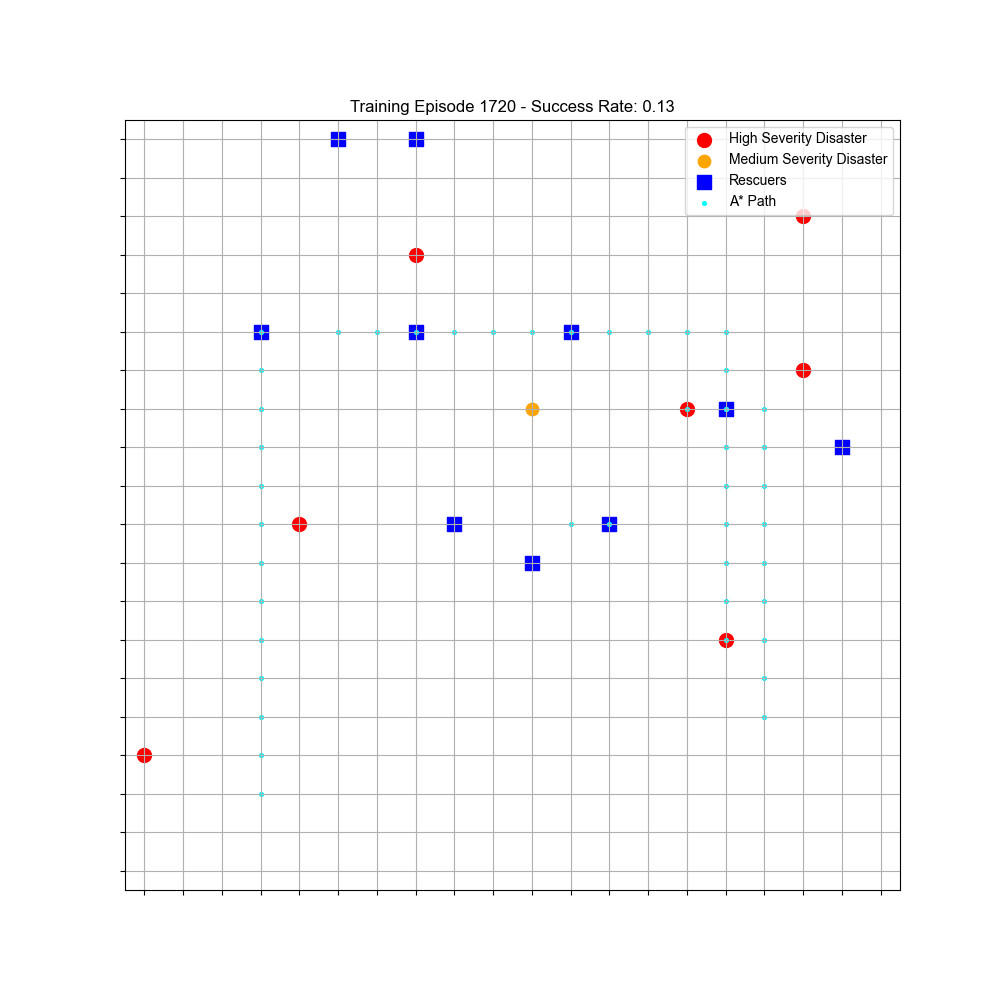 Training Episode 1720 - Success Rate: 0.13
High Severity Disaster
Medium Severity Disaster
Rescuers
A* Path